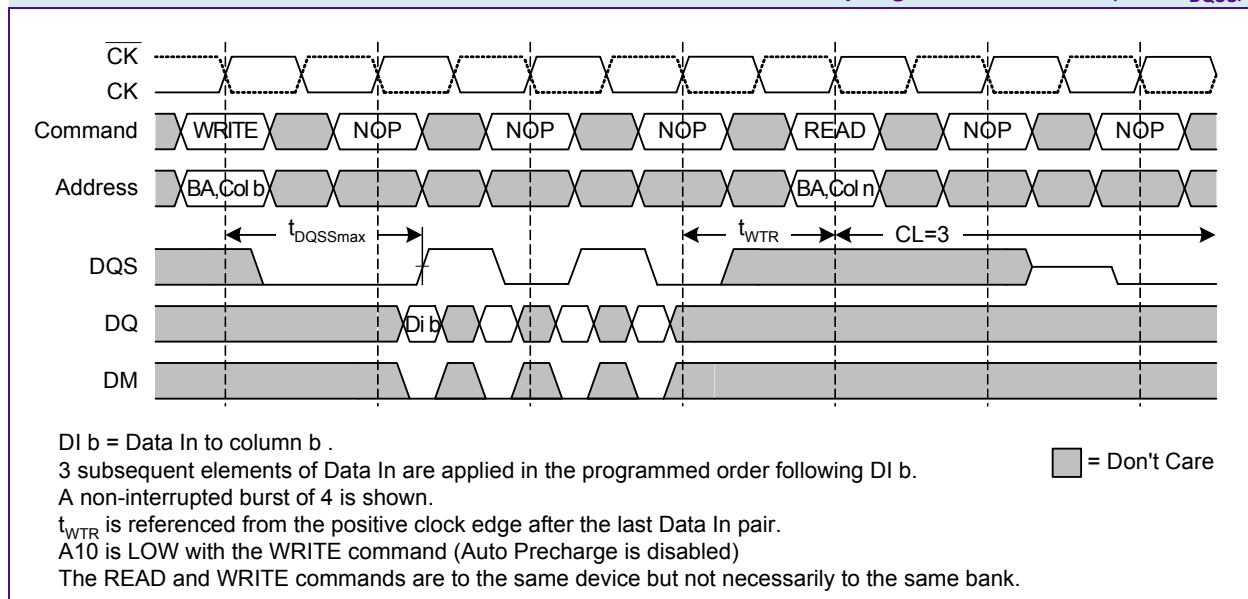 DQSS
CK
CK
Command WRITE NOP NOP NOP READ NOP NOP
Address BA,Col b BA,Col n
tDQSSmax tWTR CL=3
DQS
DQ Di b
DM
DI b = Data In to column b .
3 subsequent elements of Data In are applied in the programmed order following DI b.
= Don't Care
A non-interrupted burst of 4 is shown.
tWTR is referenced from the positive clock edge after the last Data In pair.
A10 is LOW with the WRITE command (Auto Precharge is disabled)
The READ and WRITE commands are to the same device but not necessarily to the same bank.